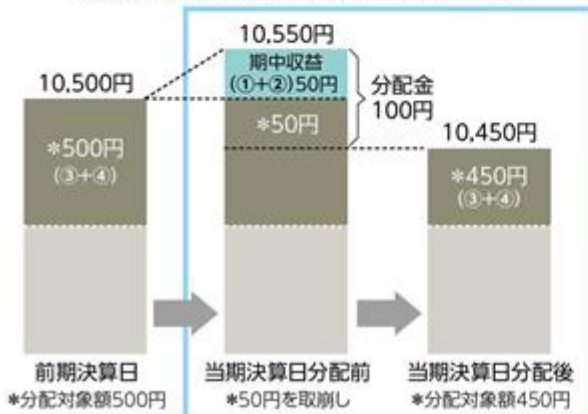 10,550円
期中収益
(①+②)50円
10,500円
分配金
100円
*500円
(③+④)
*50円
10,450円
*450円
(③+④)
前期決算日
*分配対象額500円
当期決算日分配前
*50円を取崩し
当期決算日分配後
*分配対象額450円